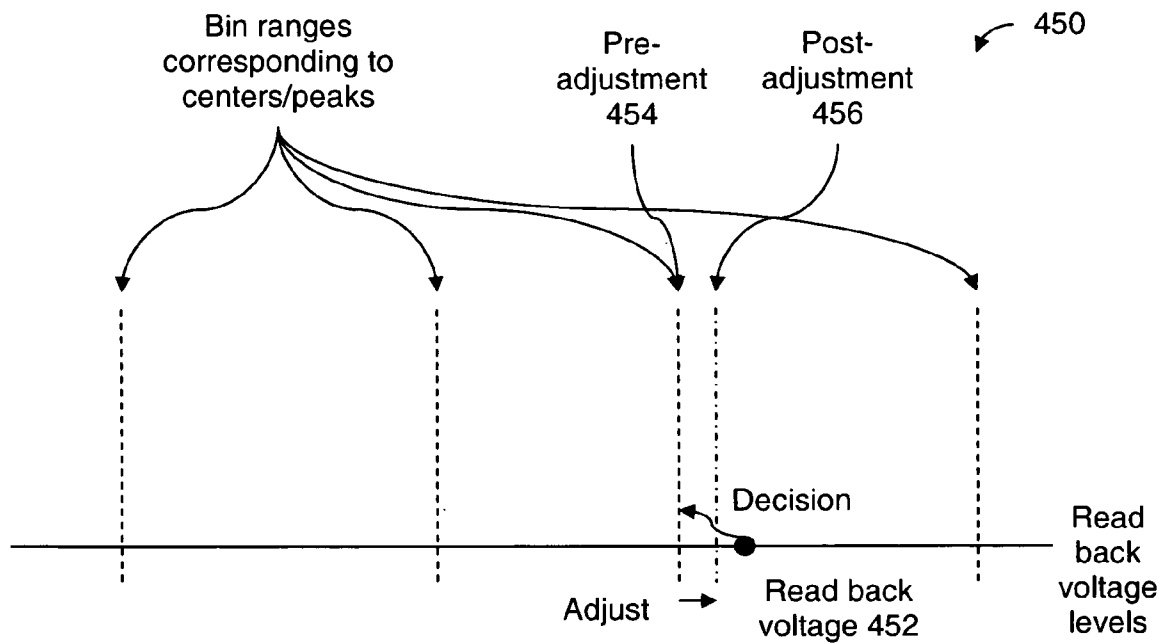 Bin ranges
corresponding to
centers/peaks
Pre-
adjustment
454
Post-
adjustment
456
450
Decision
Adjust
Read back
voltage 452
Read
back
voltage
levels